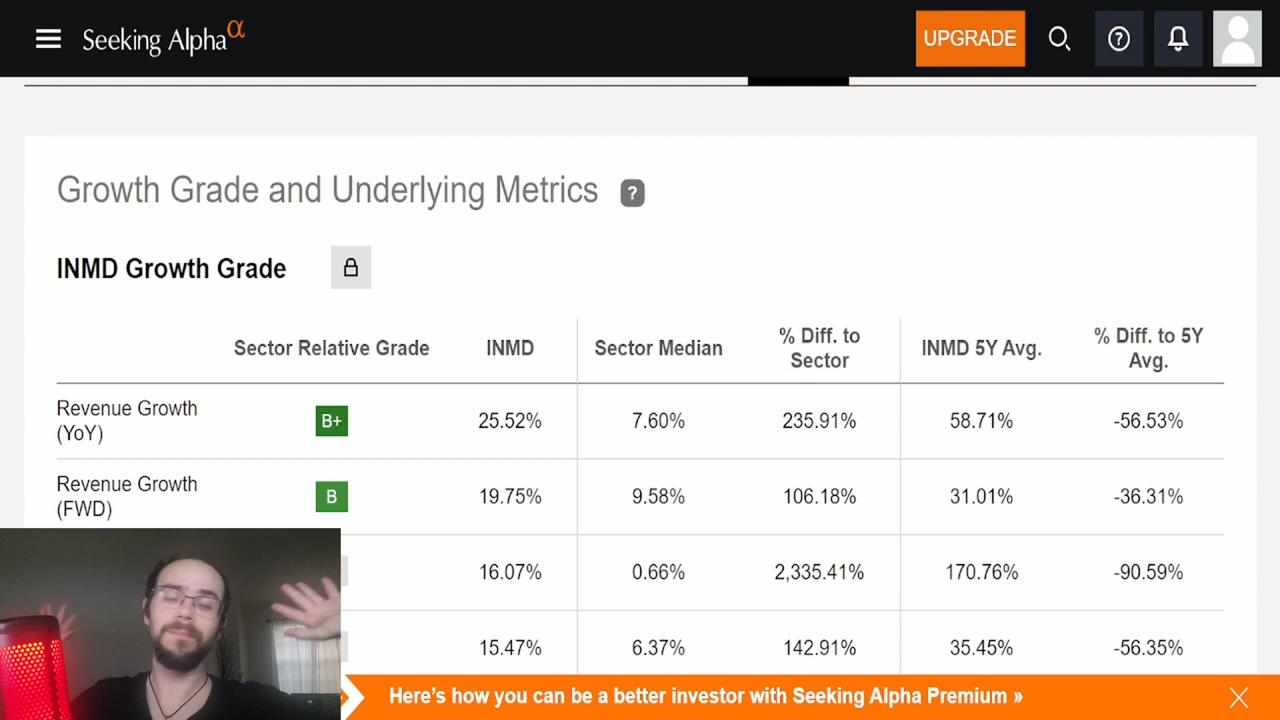 Seeking Alpha α
UPGRADE
?
Growth Grade and Underlying Metrics ?
INMD Growth Grade
Sector Relative Grade INMD Sector Median % Diff. to Sector INMD 5Y Avg. % Diff. to 5Y Avg.
Revenue Growth (YoY) B+ 25.52% 7.60% 235.91% 58.71% -56.53%
Revenue Growth (FWD) B 19.75% 9.58% 106.18% 31.01% -36.31%
16.07% 0.66% 2,335.41% 170.76% -90.59%
15.47% 6.37% 142.91% 35.45% -56.35%
Here's how you can be a better investor with Seeking Alpha Premium »